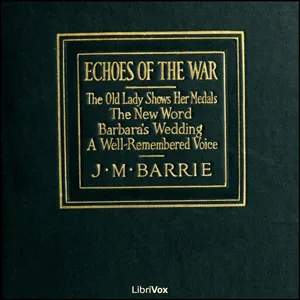 ECHOES OF THE WAR
The Old Lady Shows Her Medals
The New Word
Barbara's Wedding
A Well-Remembered Voice
J·M·BARRIE
LibriVox